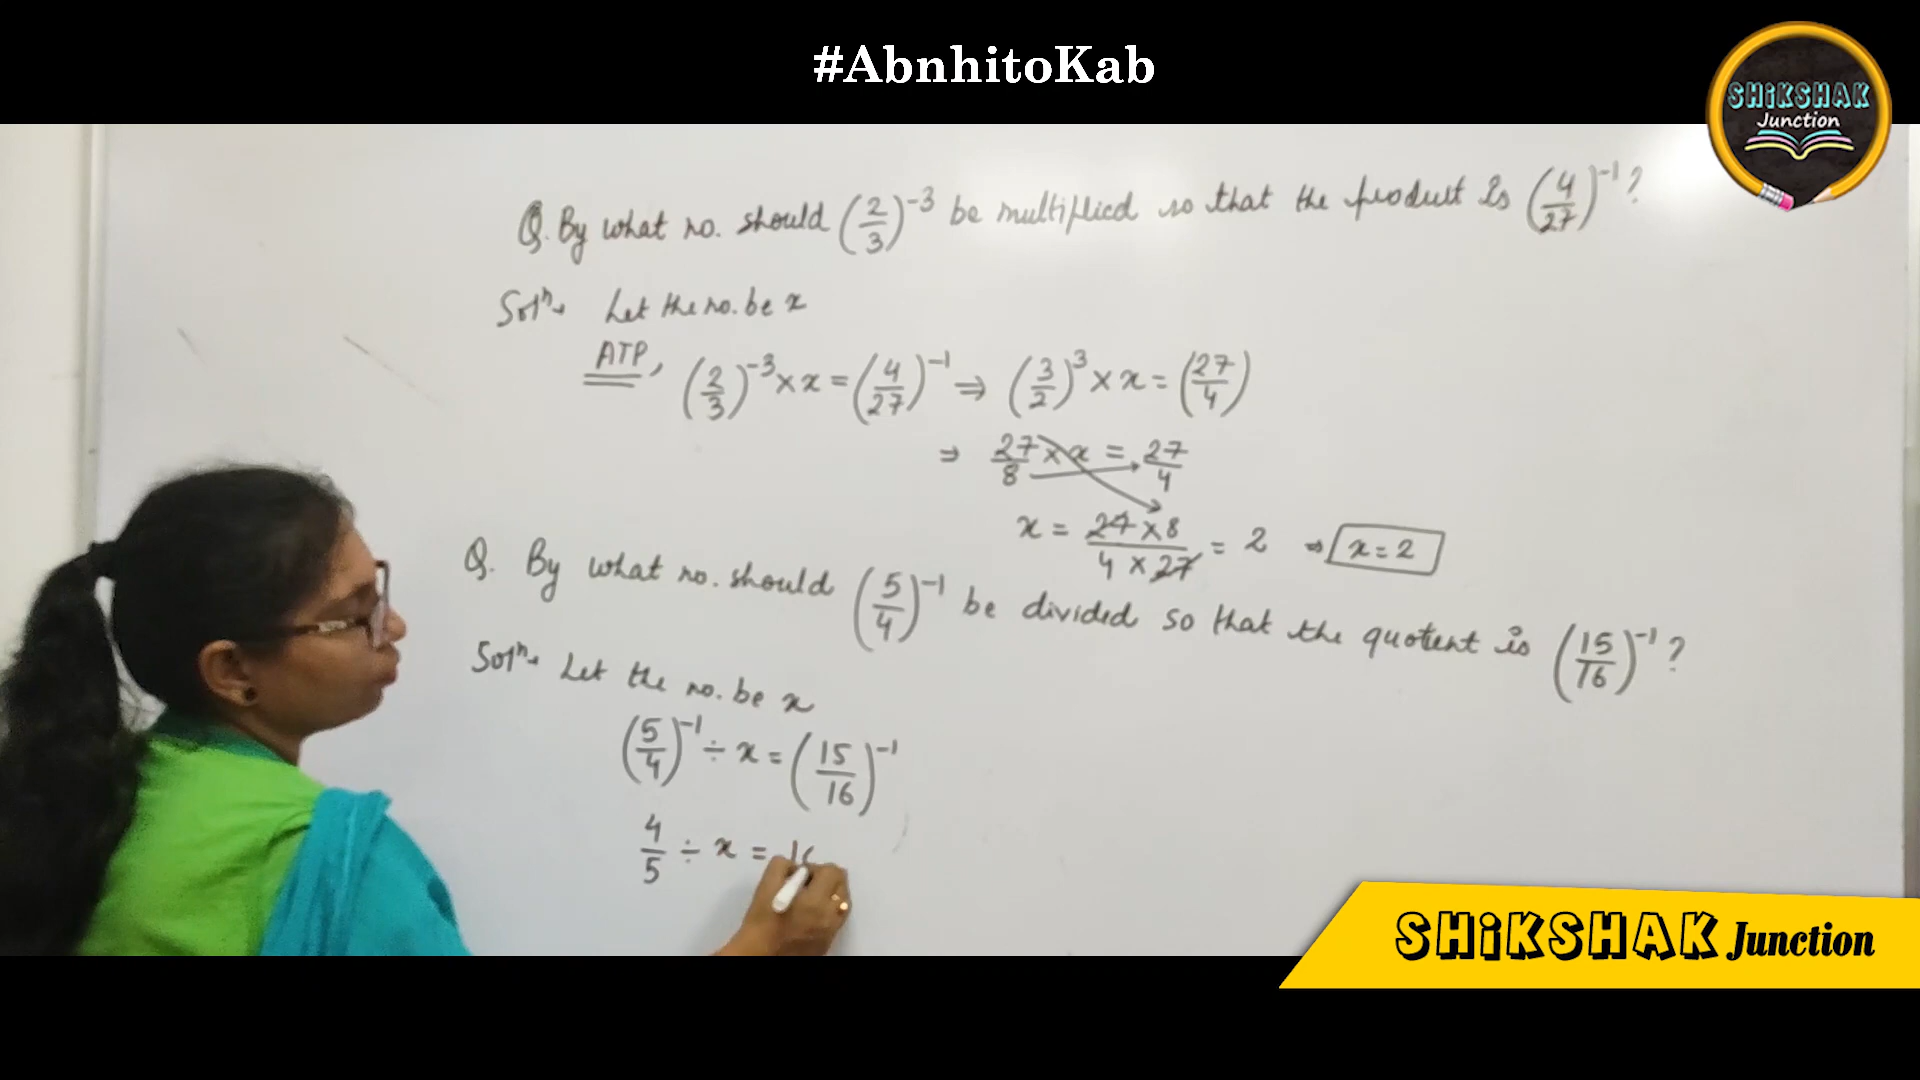 #AbnhitoKab
SHiKSHAK
Junction
Q. By what no. should (2/3)^-3 be multiplied so that the product is (4/27)^-1?
Solⁿ. Let the no. be x
ATP, (2/3)^-3 × x = (4/27)^-1 ⇒ (3/2)^3 × x = (27/4)
⇒ 27/8 × x = 27/4
x = 27 × 8 / 4 × 27 = 2 ⇒ x = 2
Q. By what no. should (5/4)^-1 be divided so that the quotient is (15/16)^-1?
Solⁿ. Let the no. be x
(5/4)^-1 ÷ x = (15/16)^-1
4/5 ÷ x =
SHiKSHAK Junction